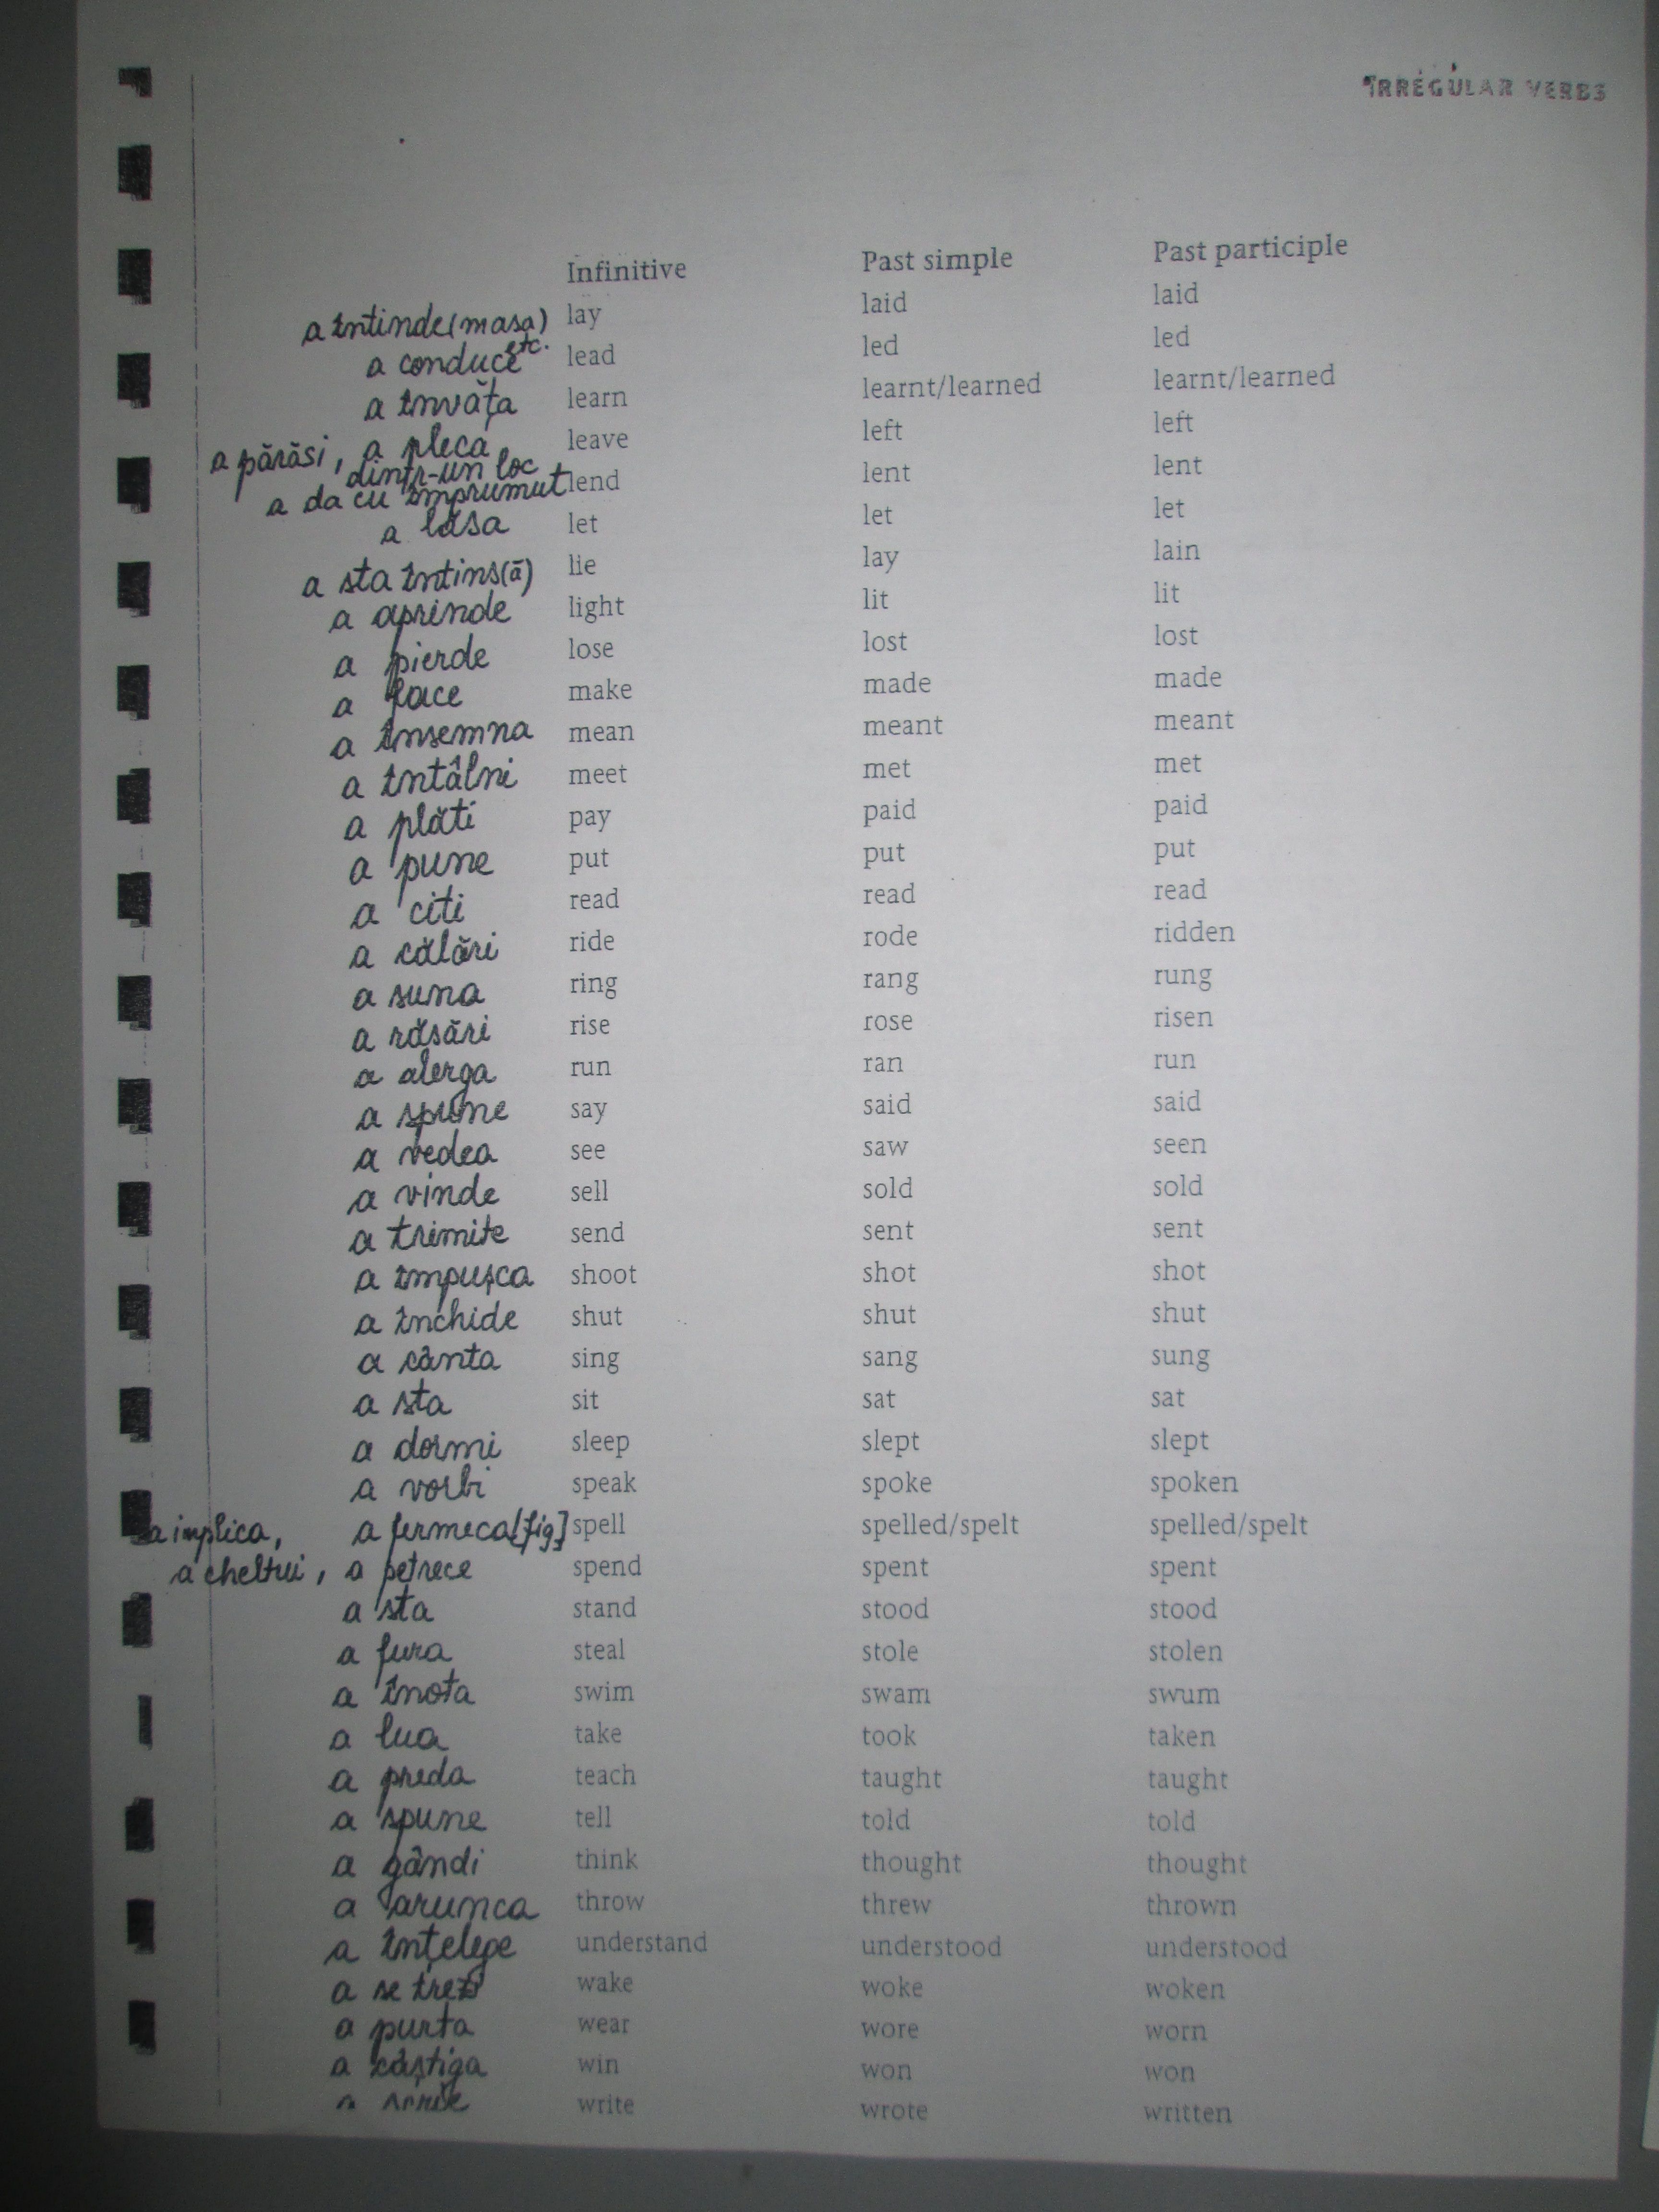 IRREGULAR VERBS
Infinitive Past simple Past participle
a întinde (masa) etc. lay laid laid
a conduce lead led led
a învăța learn learnt/learned learnt/learned
a părăsi, a pleca dintr-un loc leave left left
a da cu împrumut lend lent lent
a lăsa let let let
a sta întins(ă) lie lay lain
a aprinde light lit lit
a pierde lose lost lost
a face make made made
a însemna mean meant meant
a întâlni meet met met
a plăti pay paid paid
a pune put put put
a citi read read read
a călări ride rode ridden
a suna ring rang rung
a răsări rise rose risen
a alerga run ran run
a spune say said said
a vedea see saw seen
a vinde sell sold sold
a trimite send sent sent
a împușca shoot shot shot
a închide shut shut shut
a cânta sing sang sung
a sta sit sat sat
a dormi sleep slept slept
a vorbi speak spoke spoken
a implica, a fermeca [fig] spell spelled/spelt spelled/spelt
a cheltui, a petrece spend spent spent
a sta stand stood stood
a fura steal stole stolen
a înota swim swam swum
a lua take took taken
a preda teach taught taught
a spune tell told told
a gândi think thought thought
a arunca throw threw thrown
a înțelege understand understood understood
a se trezi wake woke woken
a purta wear wore worn
a câștiga win won won
a scrie write wrote written